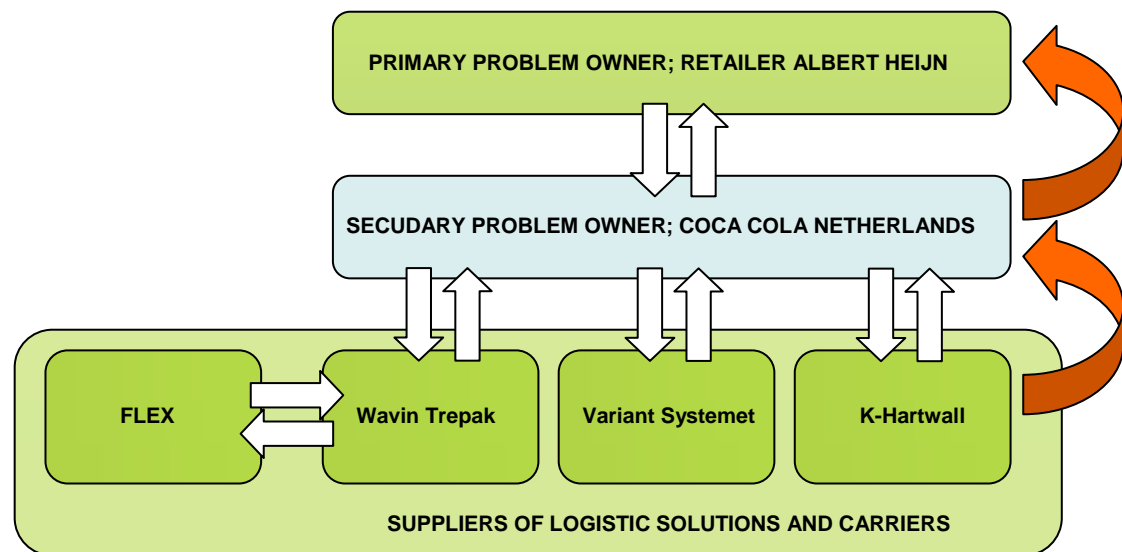 PRIMARY PROBLEM OWNER; RETAILER ALBERT HEIJN
SECUDARY PROBLEM OWNER; COCA COLA NETHERLANDS
FLEX
Wavin Trepak
Variant Systemet
K-Hartwall
SUPPLIERS OF LOGISTIC SOLUTIONS AND CARRIERS